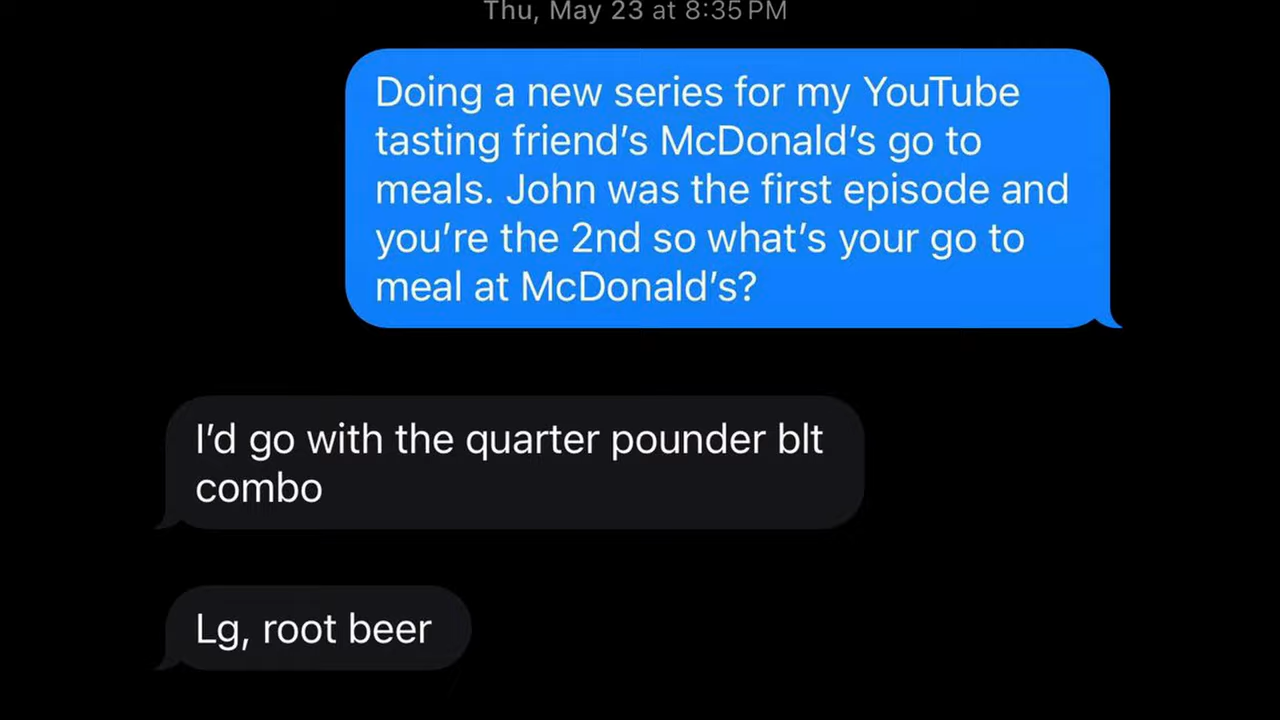 Thu, May 23 at 8:35 PM
Doing a new series for my YouTube
tasting friend’s McDonald’s go to
meals. John was the first episode and
you’re the 2nd so what’s your go to
meal at McDonald’s?
I’d go with the quarter pounder blt
combo
Lg, root beer